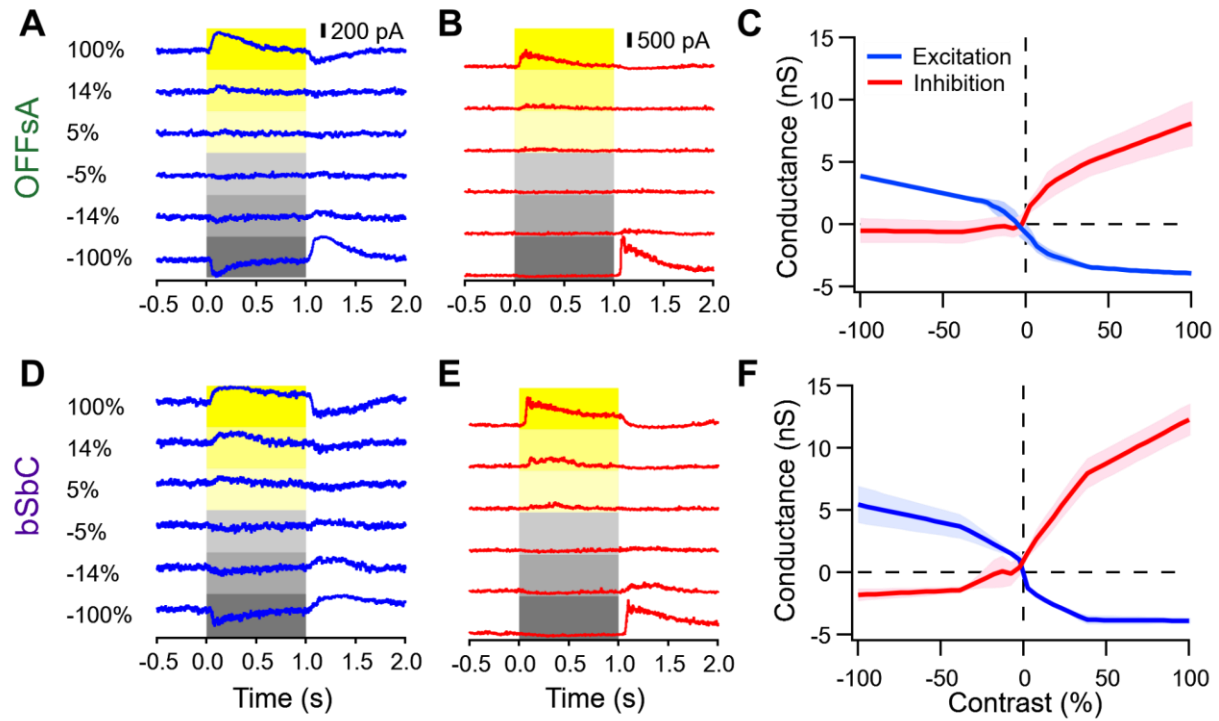 A
B
C
200 pA
500 pA
OFFsA
100%
14%
5%
-5%
-14%
-100%
-0.5 0.0 0.5 1.0 1.5 2.0
-0.5 0.0 0.5 1.0 1.5 2.0
Conductance (nS)
15
10
5
0
-5
Excitation
Inhibition
-100 -50 0 50 100
D
E
F
bSbC
100%
14%
5%
-5%
-14%
-100%
-0.5 0.0 0.5 1.0 1.5 2.0
Time (s)
-0.5 0.0 0.5 1.0 1.5 2.0
Time (s)
Conductance (nS)
15
10
5
0
-5
-100 -50 0 50 100
Contrast (%)